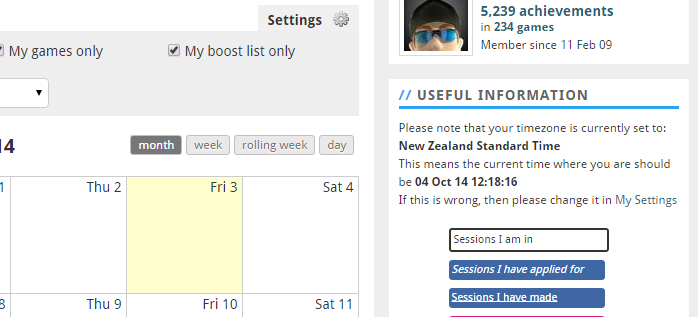 Settings
My games only
My boost list only
14
month
week
rolling week
day
1
Thu 2
Fri 3
Sat 4
8
Thu 9
Fri 10
Sat 11
5,239 achievements
in 234 games
Member since 11 Feb 09
// USEFUL INFORMATION
Please note that your timezone is currently set to:
New Zealand Standard Time
This means the current time where you are should
be 04 Oct 14 12:18:16
If this is wrong, then please change it in My Settings
Sessions I am in
Sessions I have applied for
Sessions I have made